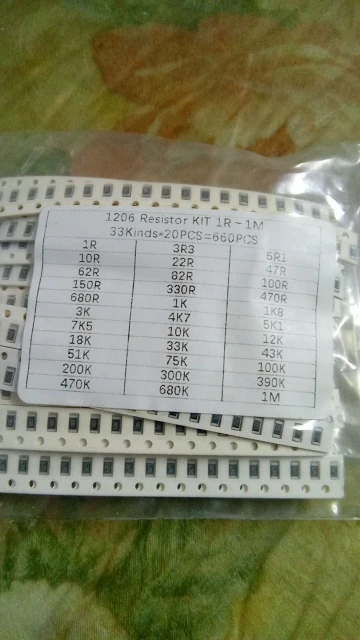 1206 Resistor KIT 1R-1M
33Kinds*20PCS=660PCS
1R 3R3 5R1
10R 22R 47R
62R 82R 100R
150R 330R 470R
680R 1K 1K8
3K 4K7 5K1
7K5 10K 12K
18K 33K 43K
51K 75K 100K
200K 300K 390K
470K 680K 1M